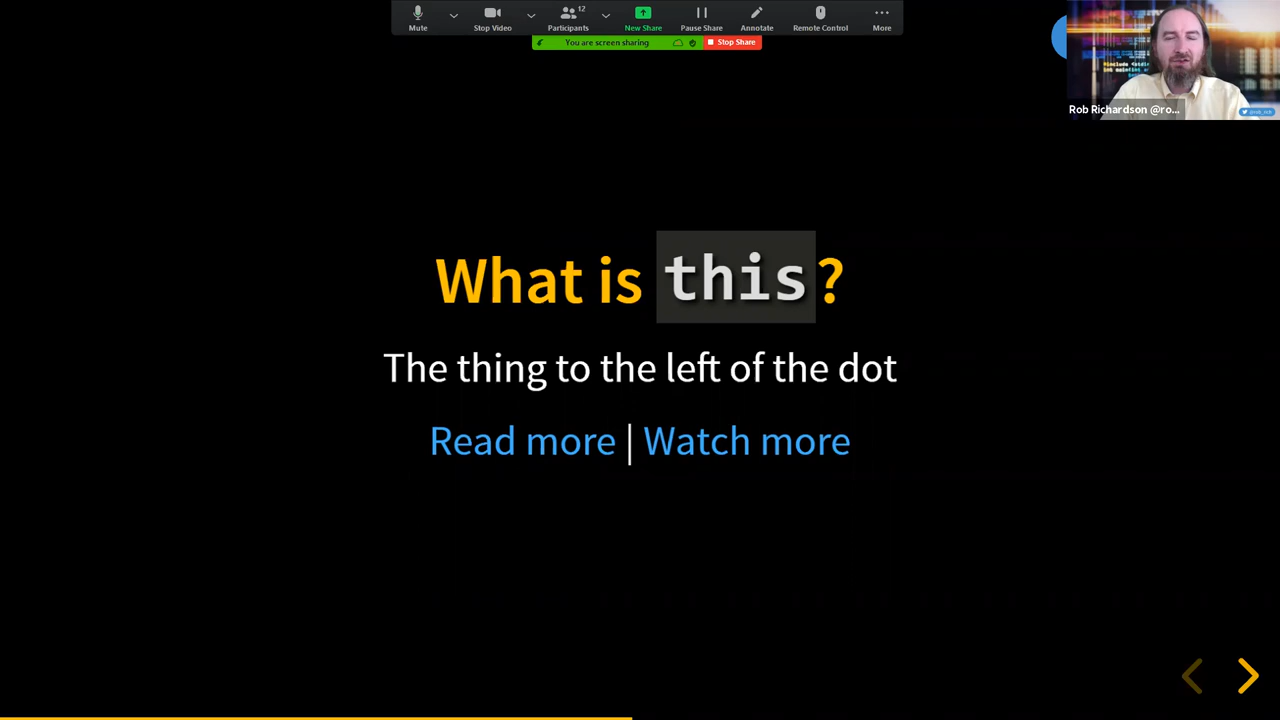 12
Mute
Stop Video
Participants
New Share
Pause Share
Annotate
Remote Control
More
You are screen sharing
Stop Share
Rob Richardson @ro...
What is this?
The thing to the left of the dot
Read more | Watch more